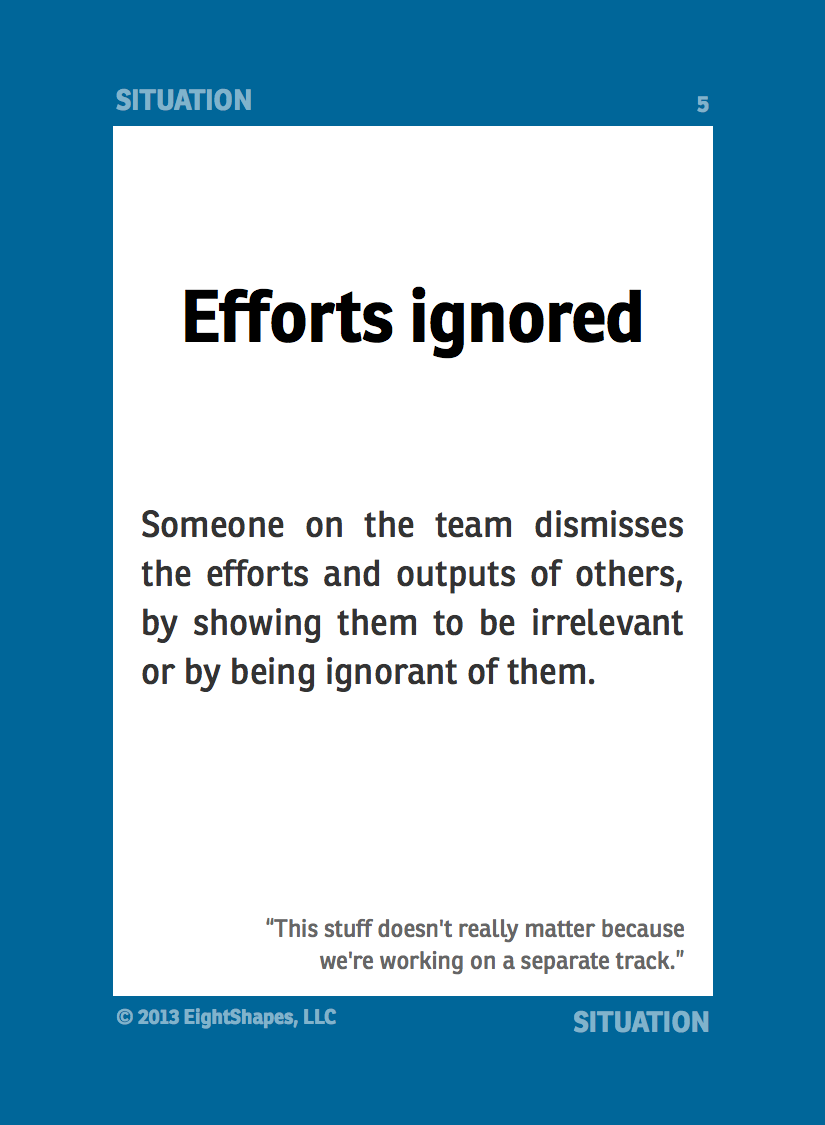 SITUATION
5
Efforts ignored
Someone on the team dismisses
the efforts and outputs of others,
by showing them to be irrelevant
or by being ignorant of them.
“This stuff doesn't really matter because
we're working on a separate track.”
© 2013 EightShapes, LLC
SITUATION